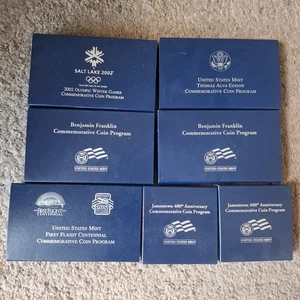 SALT LAKE 2002
2002 OLYMPIC WINTER GAMES
COMMEMORATIVE COIN PROGRAM
UNITED STATES MINT
THOMAS ALVA EDISON
COMMEMORATIVE COIN PROGRAM
Benjamin Franklin
Commemorative Coin Program
UNITED STATES MINT
Benjamin Franklin
Commemorative Coin Program
UNITED STATES MINT
UNITED STATES MINT
FIRST FLIGHT CENTENNIAL
COMMEMORATIVE COIN PROGRAM
Jamestown 400th Anniversary
Commemorative Coin Program
UNITED STATES MINT
Jamestown 400th Anniversary
Commemorative Coin Program
UNITED STATES MINT